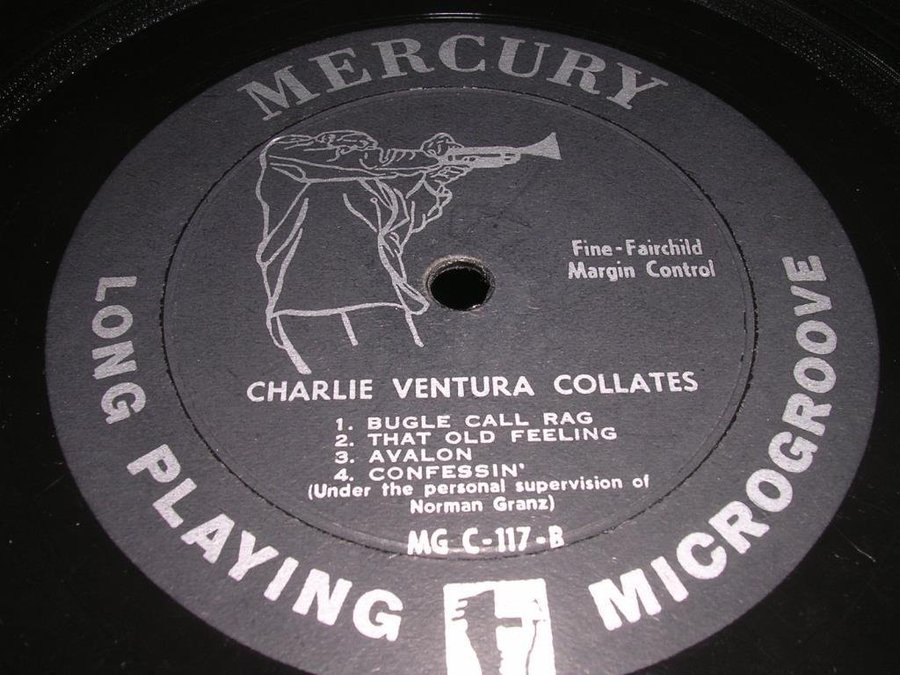 MERCURY
Fine-Fairchild
Margin Control
CHARLIE VENTURA COLLATES
1. BUGLE CALL RAG
2. THAT OLD FEELING
3. AVALON
4. CONFESSIN'
(Under the personal supervision of
Norman Granz)
MG C-117-B
LONG PLAYING MICROGROOVE